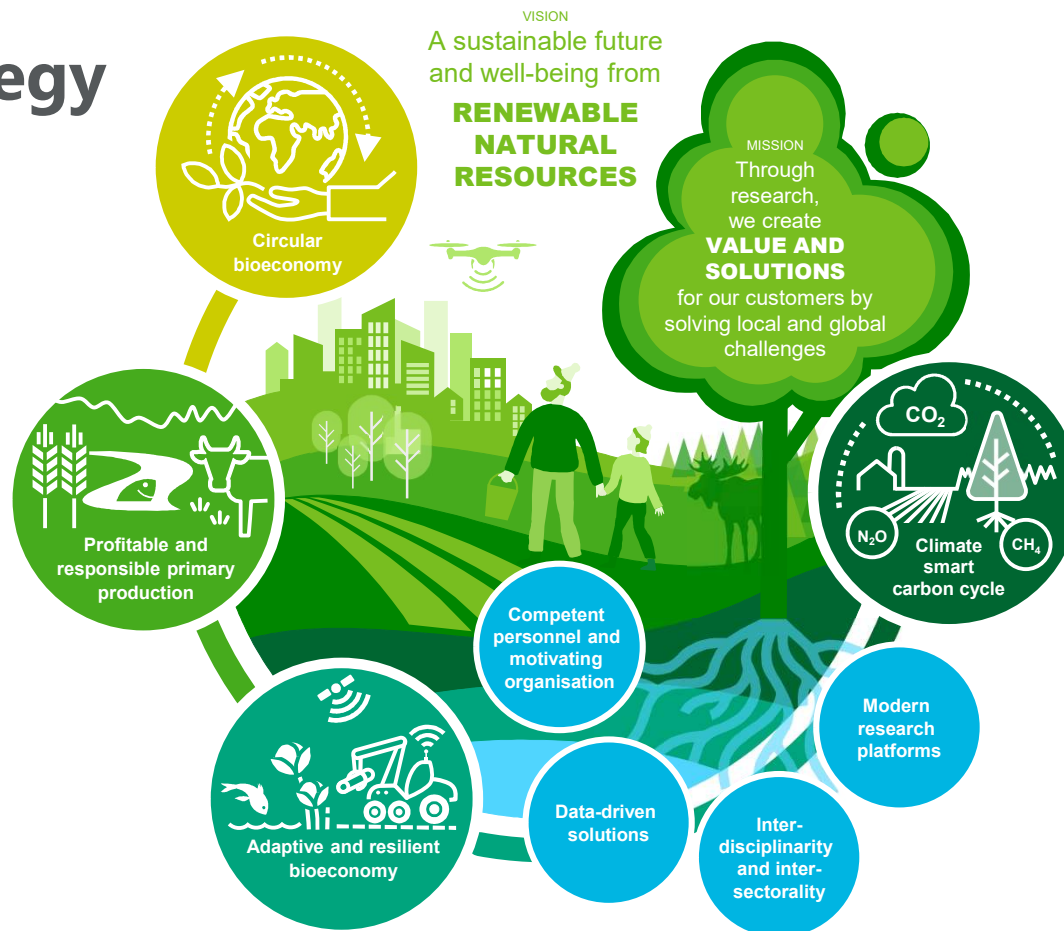 egy
VISION
A sustainable future
and well-being from
RENEWABLE
NATURAL
RESOURCES
MISSION
Through
research,
we create
VALUE AND
SOLUTIONS
for our customers by
solving local and global
challenges
Circular
bioeconomy
Profitable and
responsible primary
production
CO₂
N₂O
CH₄
Climate
smart
carbon cycle
Competent
personnel and
motivating
organisation
Modern
research
platforms
Data-driven
solutions
Inter-
disciplinarity
and inter-
sectorality
Adaptive and resilient
bioeconomy